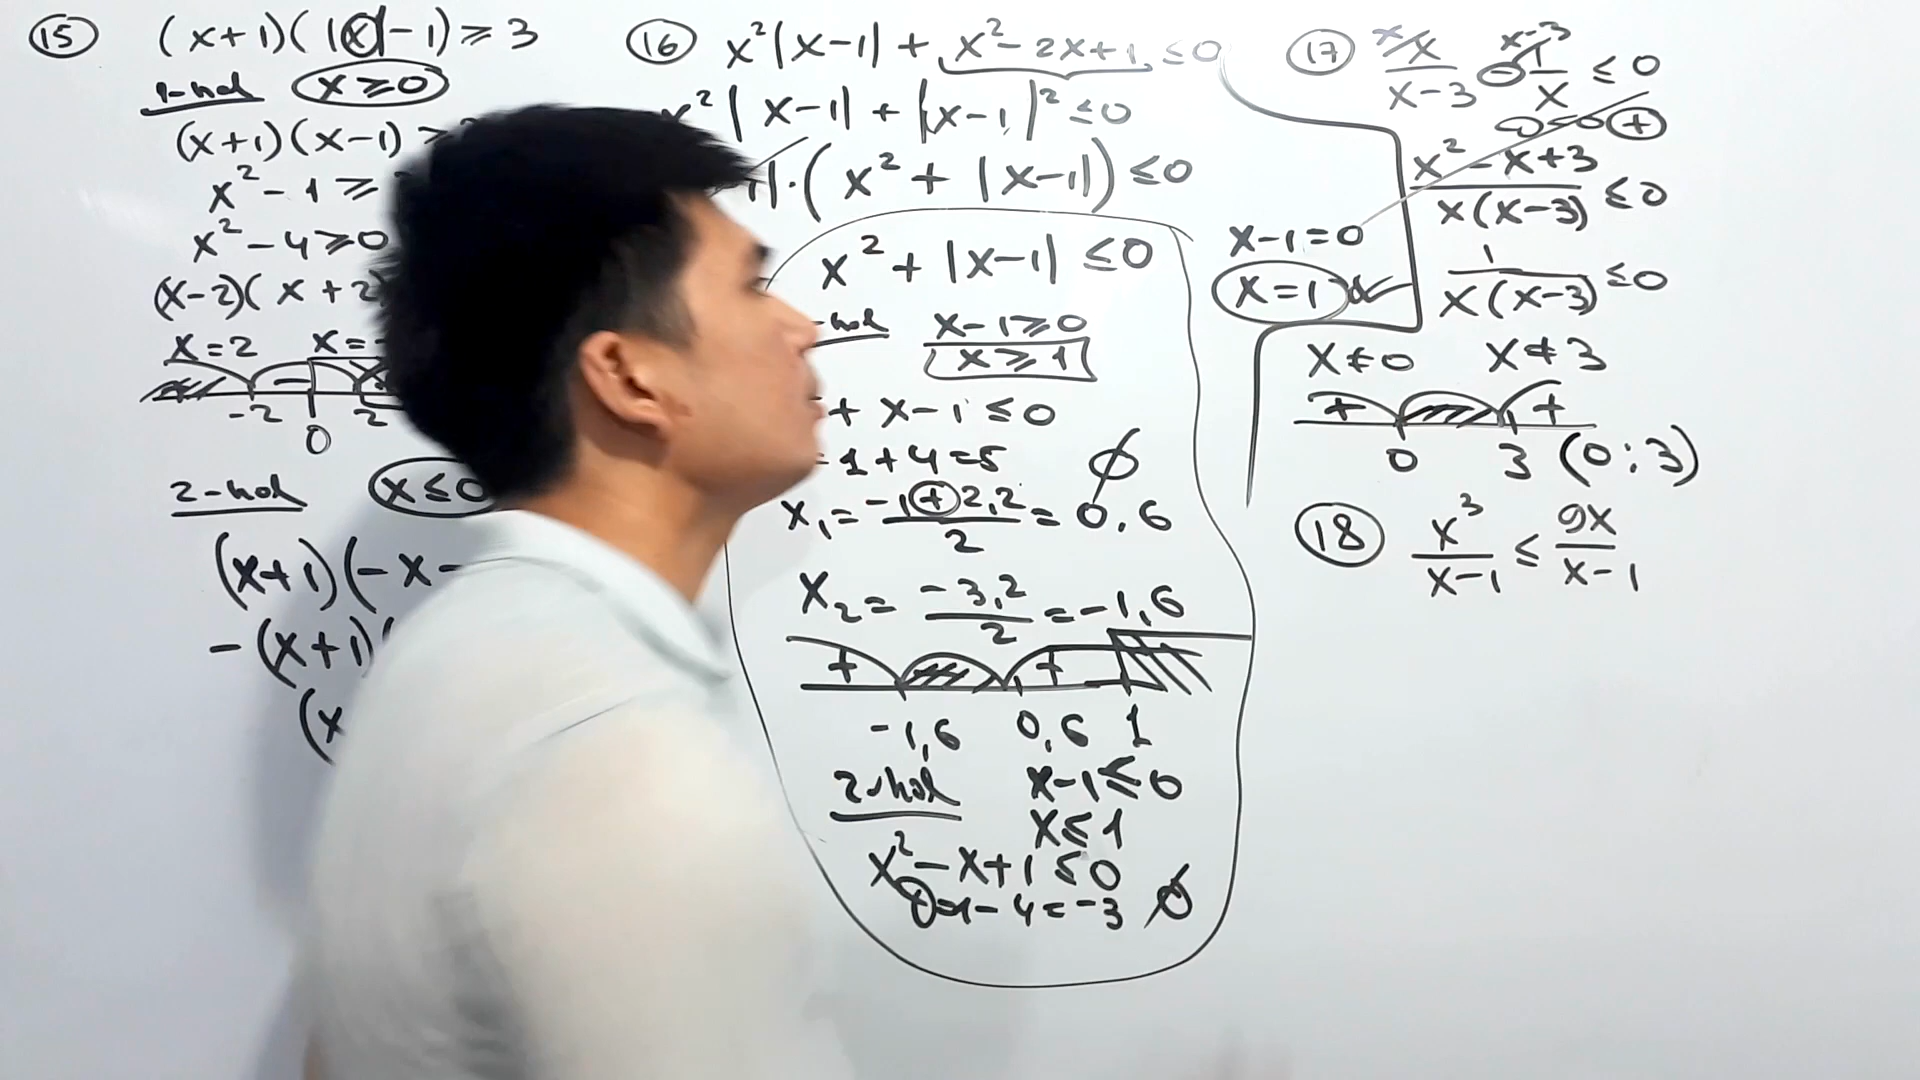 15 (x+1)(|x|-1) ≥ 3
1-hol x ≥ 0
(x+1)(x-1) ≥
x² - 1 ≥
x² - 4 ≥ 0
(x-2)(x+2)
x=2 x=-
-
-2 0 2
2-hol x ≤ 0
(x+1)(-x-
-(x+1)(
(x
16 x²|x-1| + x² - 2x + 1 ≤ 0
x²|x-1| + |x-1|² ≤ 0
1|·(x² + |x-1|) ≤ 0
x² + |x-1| ≤ 0
-hol x-1 ≥ 0
x ≥ 1
+ x - 1 ≤ 0
= 1+4=5 ∅
x₁ = (-1+2,2)/2 = 0,6
x₂ = (-3,2)/2 = -1,6
+ +
-1,6 0,6 1
2-hol x-1 ≤ 0
x ≤ 1
x² - x + 1 ≤ 0
D=1-4=-3 ∅
x-1=0
x=1
17 x/ x/(x-3) - x-3/ 1/x ≤ 0
D<0 +
(x² - x + 3)/(x(x-3)) ≤ 0
1/(x(x-3)) ≤ 0
x ≠ 0 x ≠ 3
+ +
0 3 (0;3)
18 x³/(x-1) ≤ 9x/(x-1)